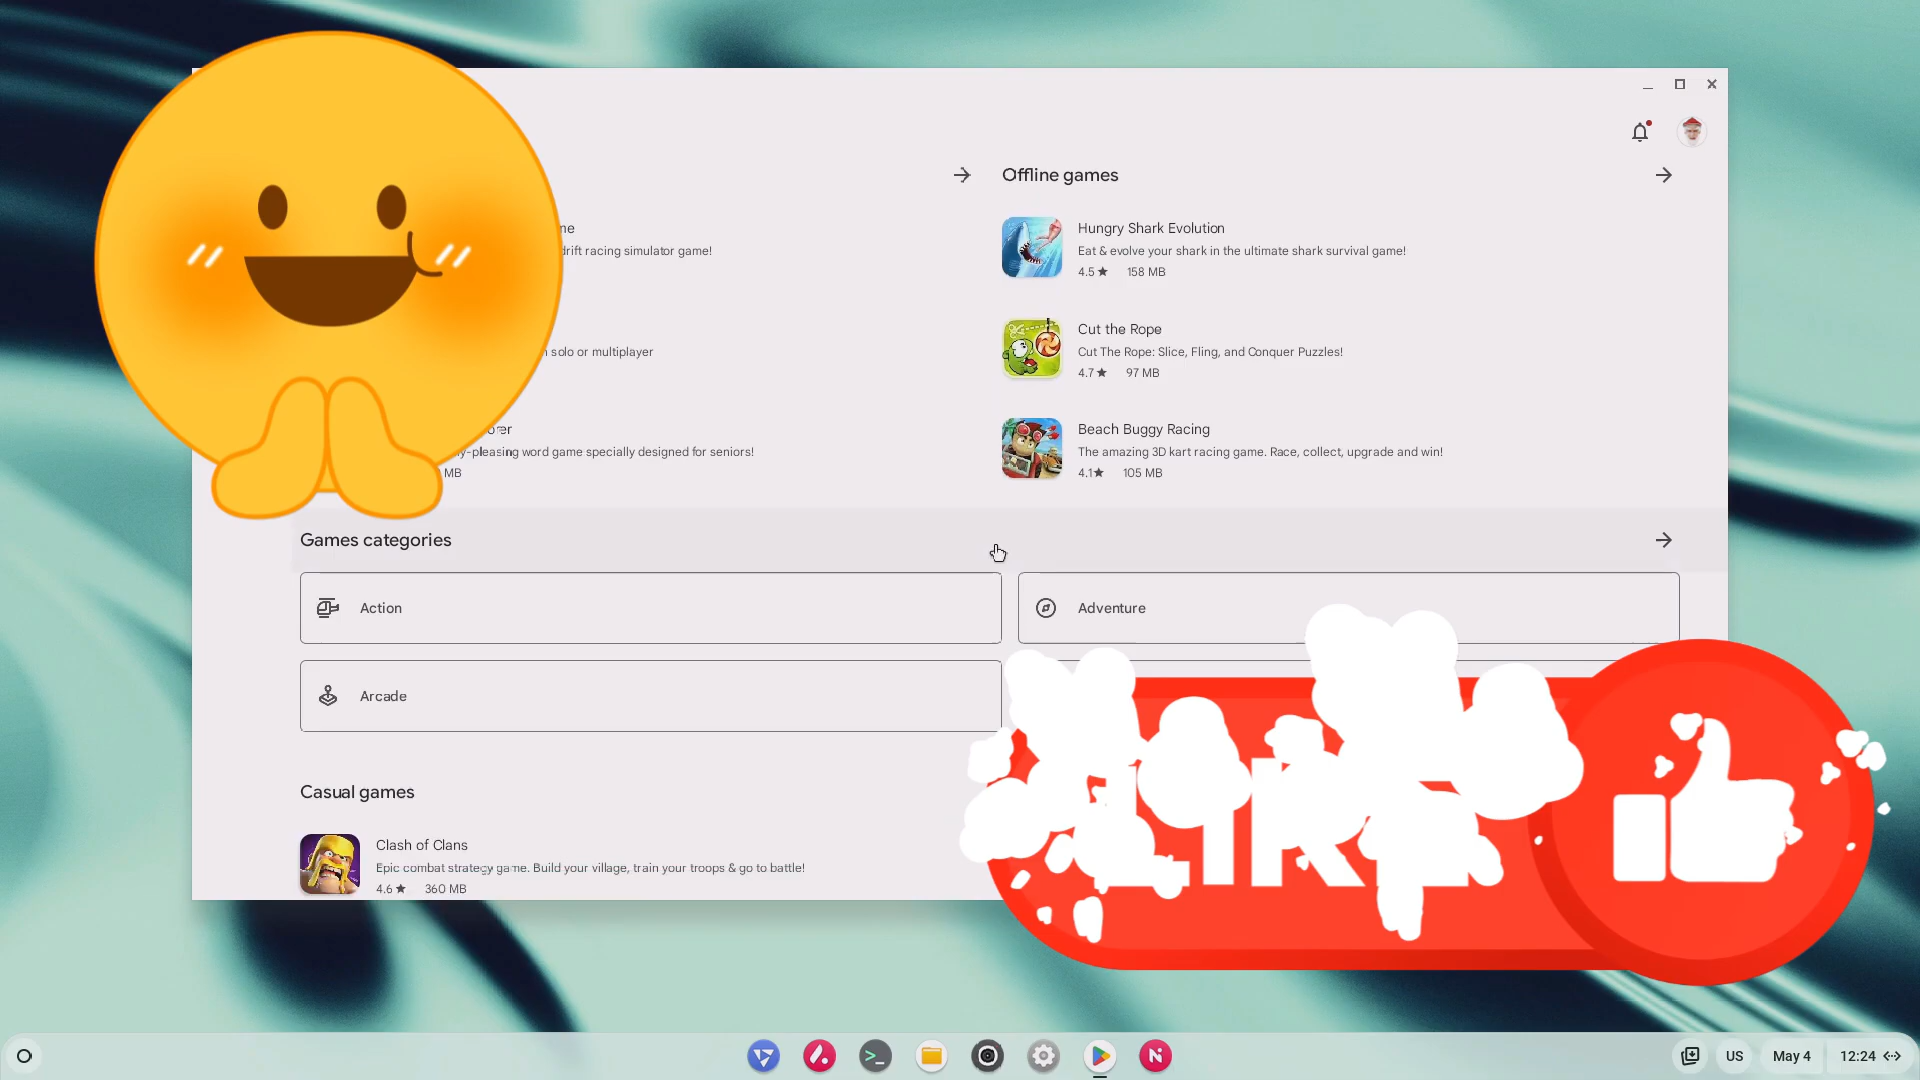 Offline games
me
drift racing simulator game!
Hungry Shark Evolution
Eat & evolve your shark in the ultimate shark survival game!
4.5 ★ 158 MB
solo or multiplayer
Cut the Rope
Cut The Rope: Slice, Fling, and Conquer Puzzles!
4.7 ★ 97 MB
orer
y-pleasing word game specially designed for seniors!
MB
Beach Buggy Racing
The amazing 3D kart racing game. Race, collect, upgrade and win!
4.1★ 105 MB
Games categories
Action
Adventure
Arcade
LIKE
Casual games
Clash of Clans
Epic combat strategy game. Build your village, train your troops & go to battle!
4.6 ★ 360 MB
US
May 4
12:24